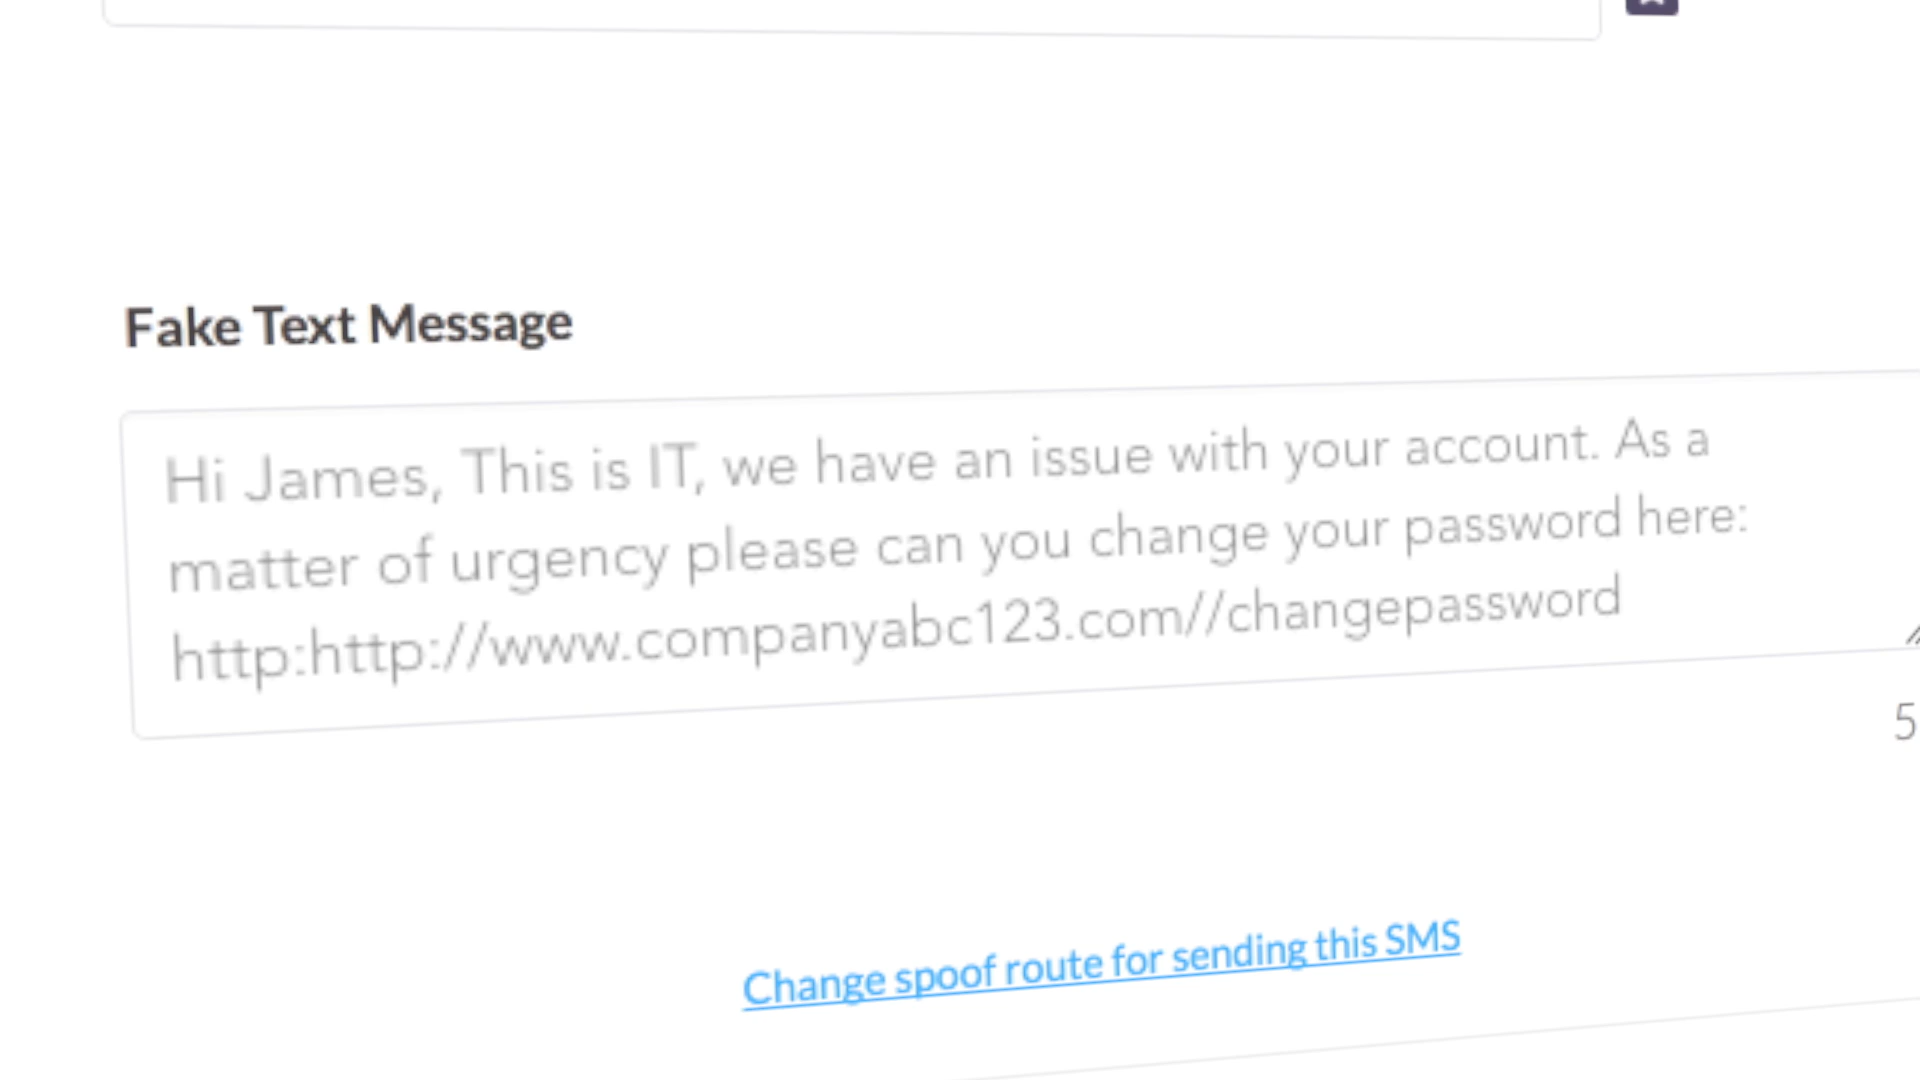 Fake Text Message
Hi James, This is IT, we have an issue with your account. As a
matter of urgency please can you change your password here:
http:http://www.companyabc123.com//changepassword
5
Change spoof route for sending this SMS